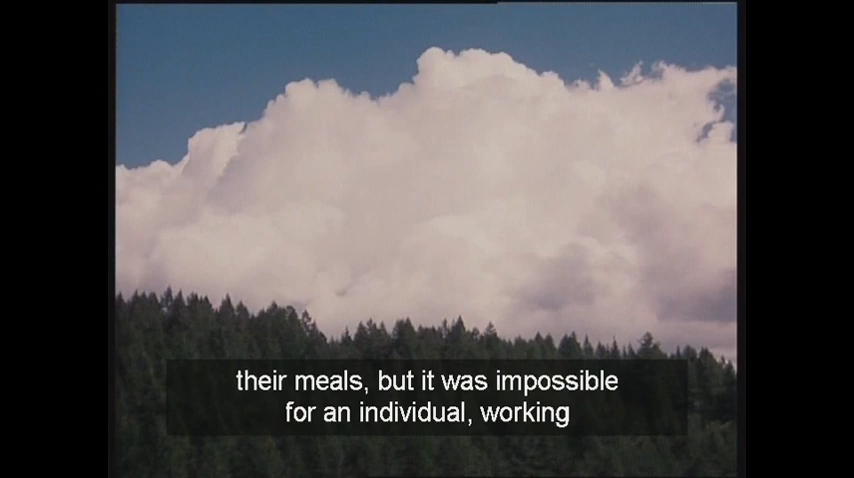 their meals, but it was impossible
for an individual, working